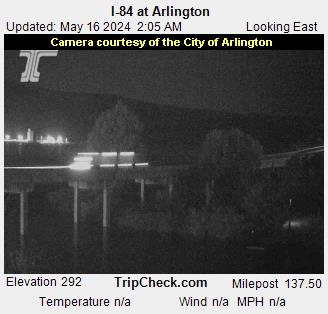 I-84 at Arlington
Updated: May 16 2024 2:05 AM Looking East
Camera courtesy of the City of Arlington
Elevation 292 TripCheck.com Milepost 137.50
Temperature n/a Wind n/a MPH n/a